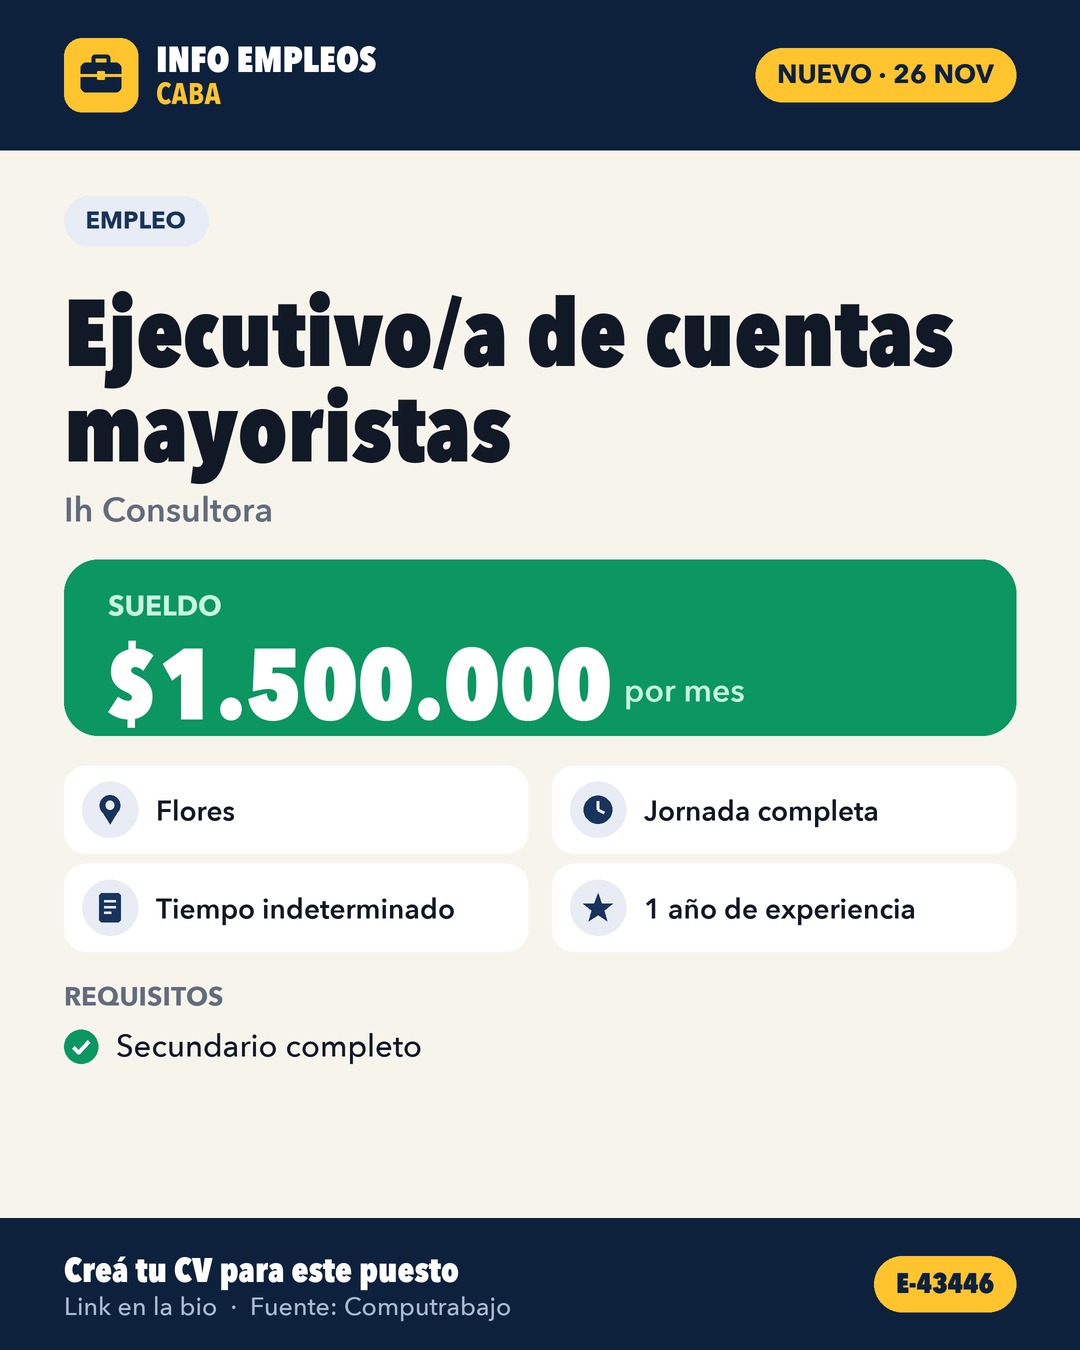 INFO EMPLEOS
CABA
NUEVO · 26 NOV
EMPLEO
Ejecutivo/a de cuentas
mayoristas
Ih Consultora
SUELDO
$1.500.000 por mes
Flores
Jornada completa
Tiempo indeterminado
1 año de experiencia
REQUISITOS
Secundario completo
Creá tu CV para este puesto
Link en la bio · Fuente: Computrabajo
E-43446